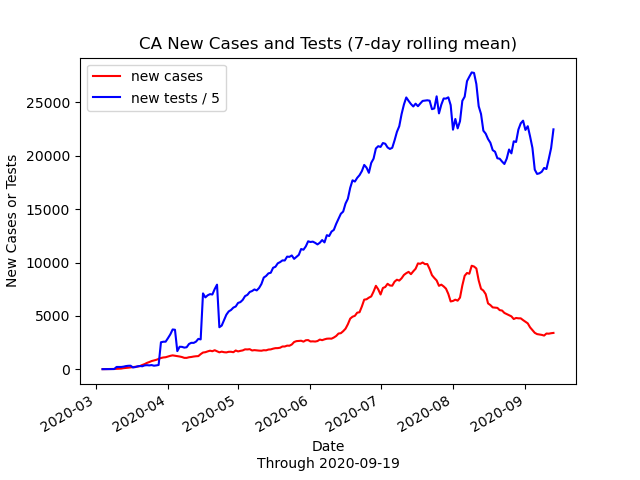 CA New Cases and Tests (7-day rolling mean)
new cases
new tests / 5
New Cases or Tests
25000
20000
15000
10000
5000
0
2020-03
2020-04
2020-05
2020-06
2020-07
2020-08
2020-09
Date
Through 2020-09-19